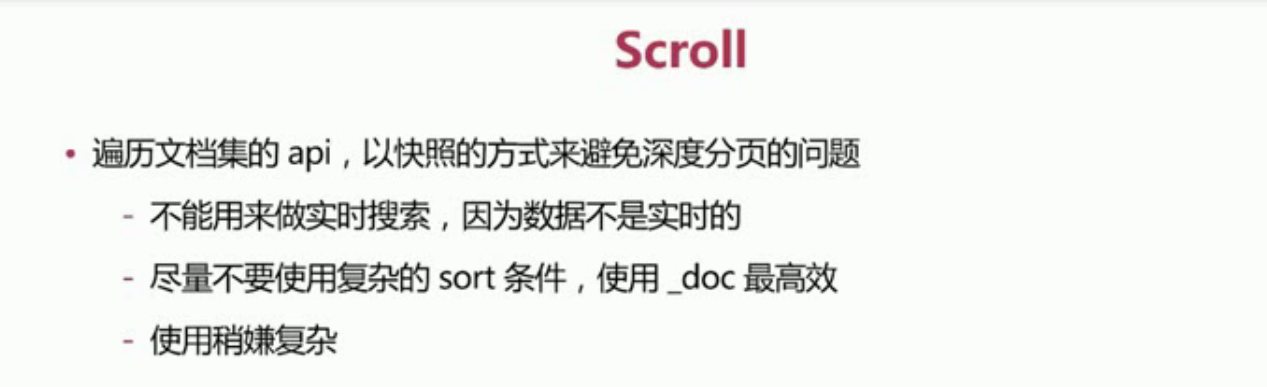 Scroll
• 遍历文档集的 api，以快照的方式来避免深度分页的问题
- 不能用来做实时搜索，因为数据不是实时的
- 尽量不要使用复杂的 sort 条件，使用 _doc 最高效
- 使用稍嫌复杂